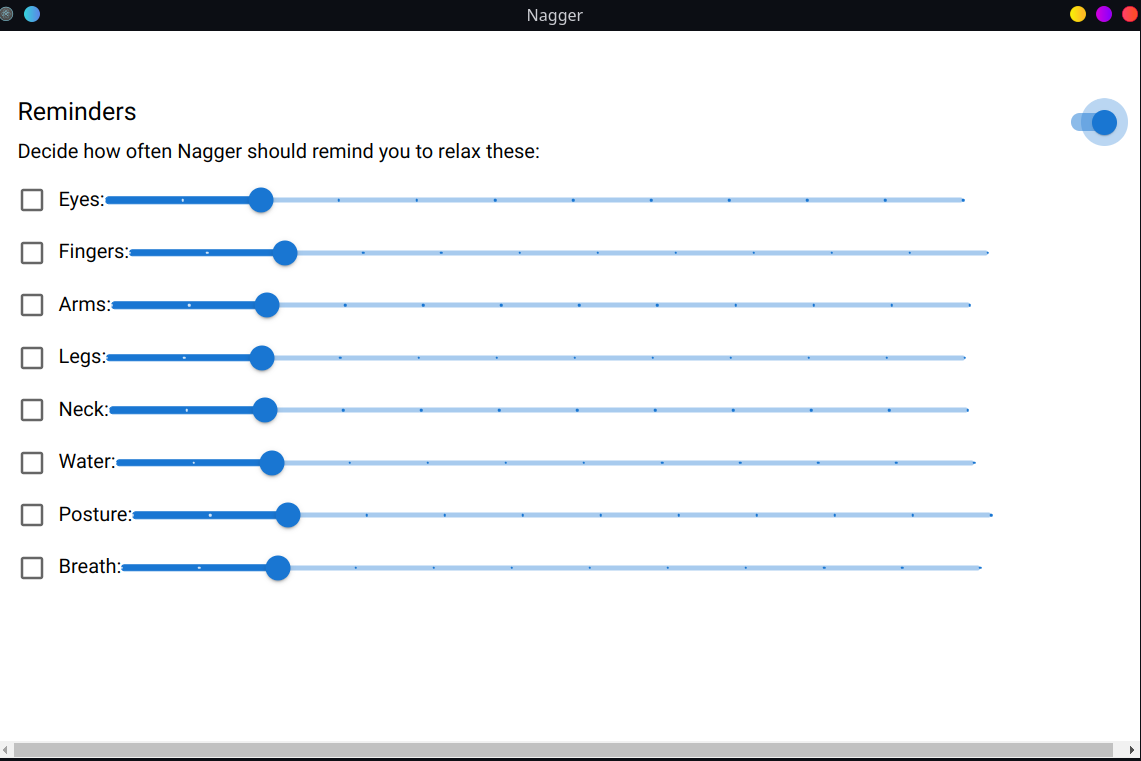 Nagger
Reminders
Decide how often Nagger should remind you to relax these:
Eyes:
Fingers:
Arms:
Legs:
Neck:
Water:
Posture:
Breath: